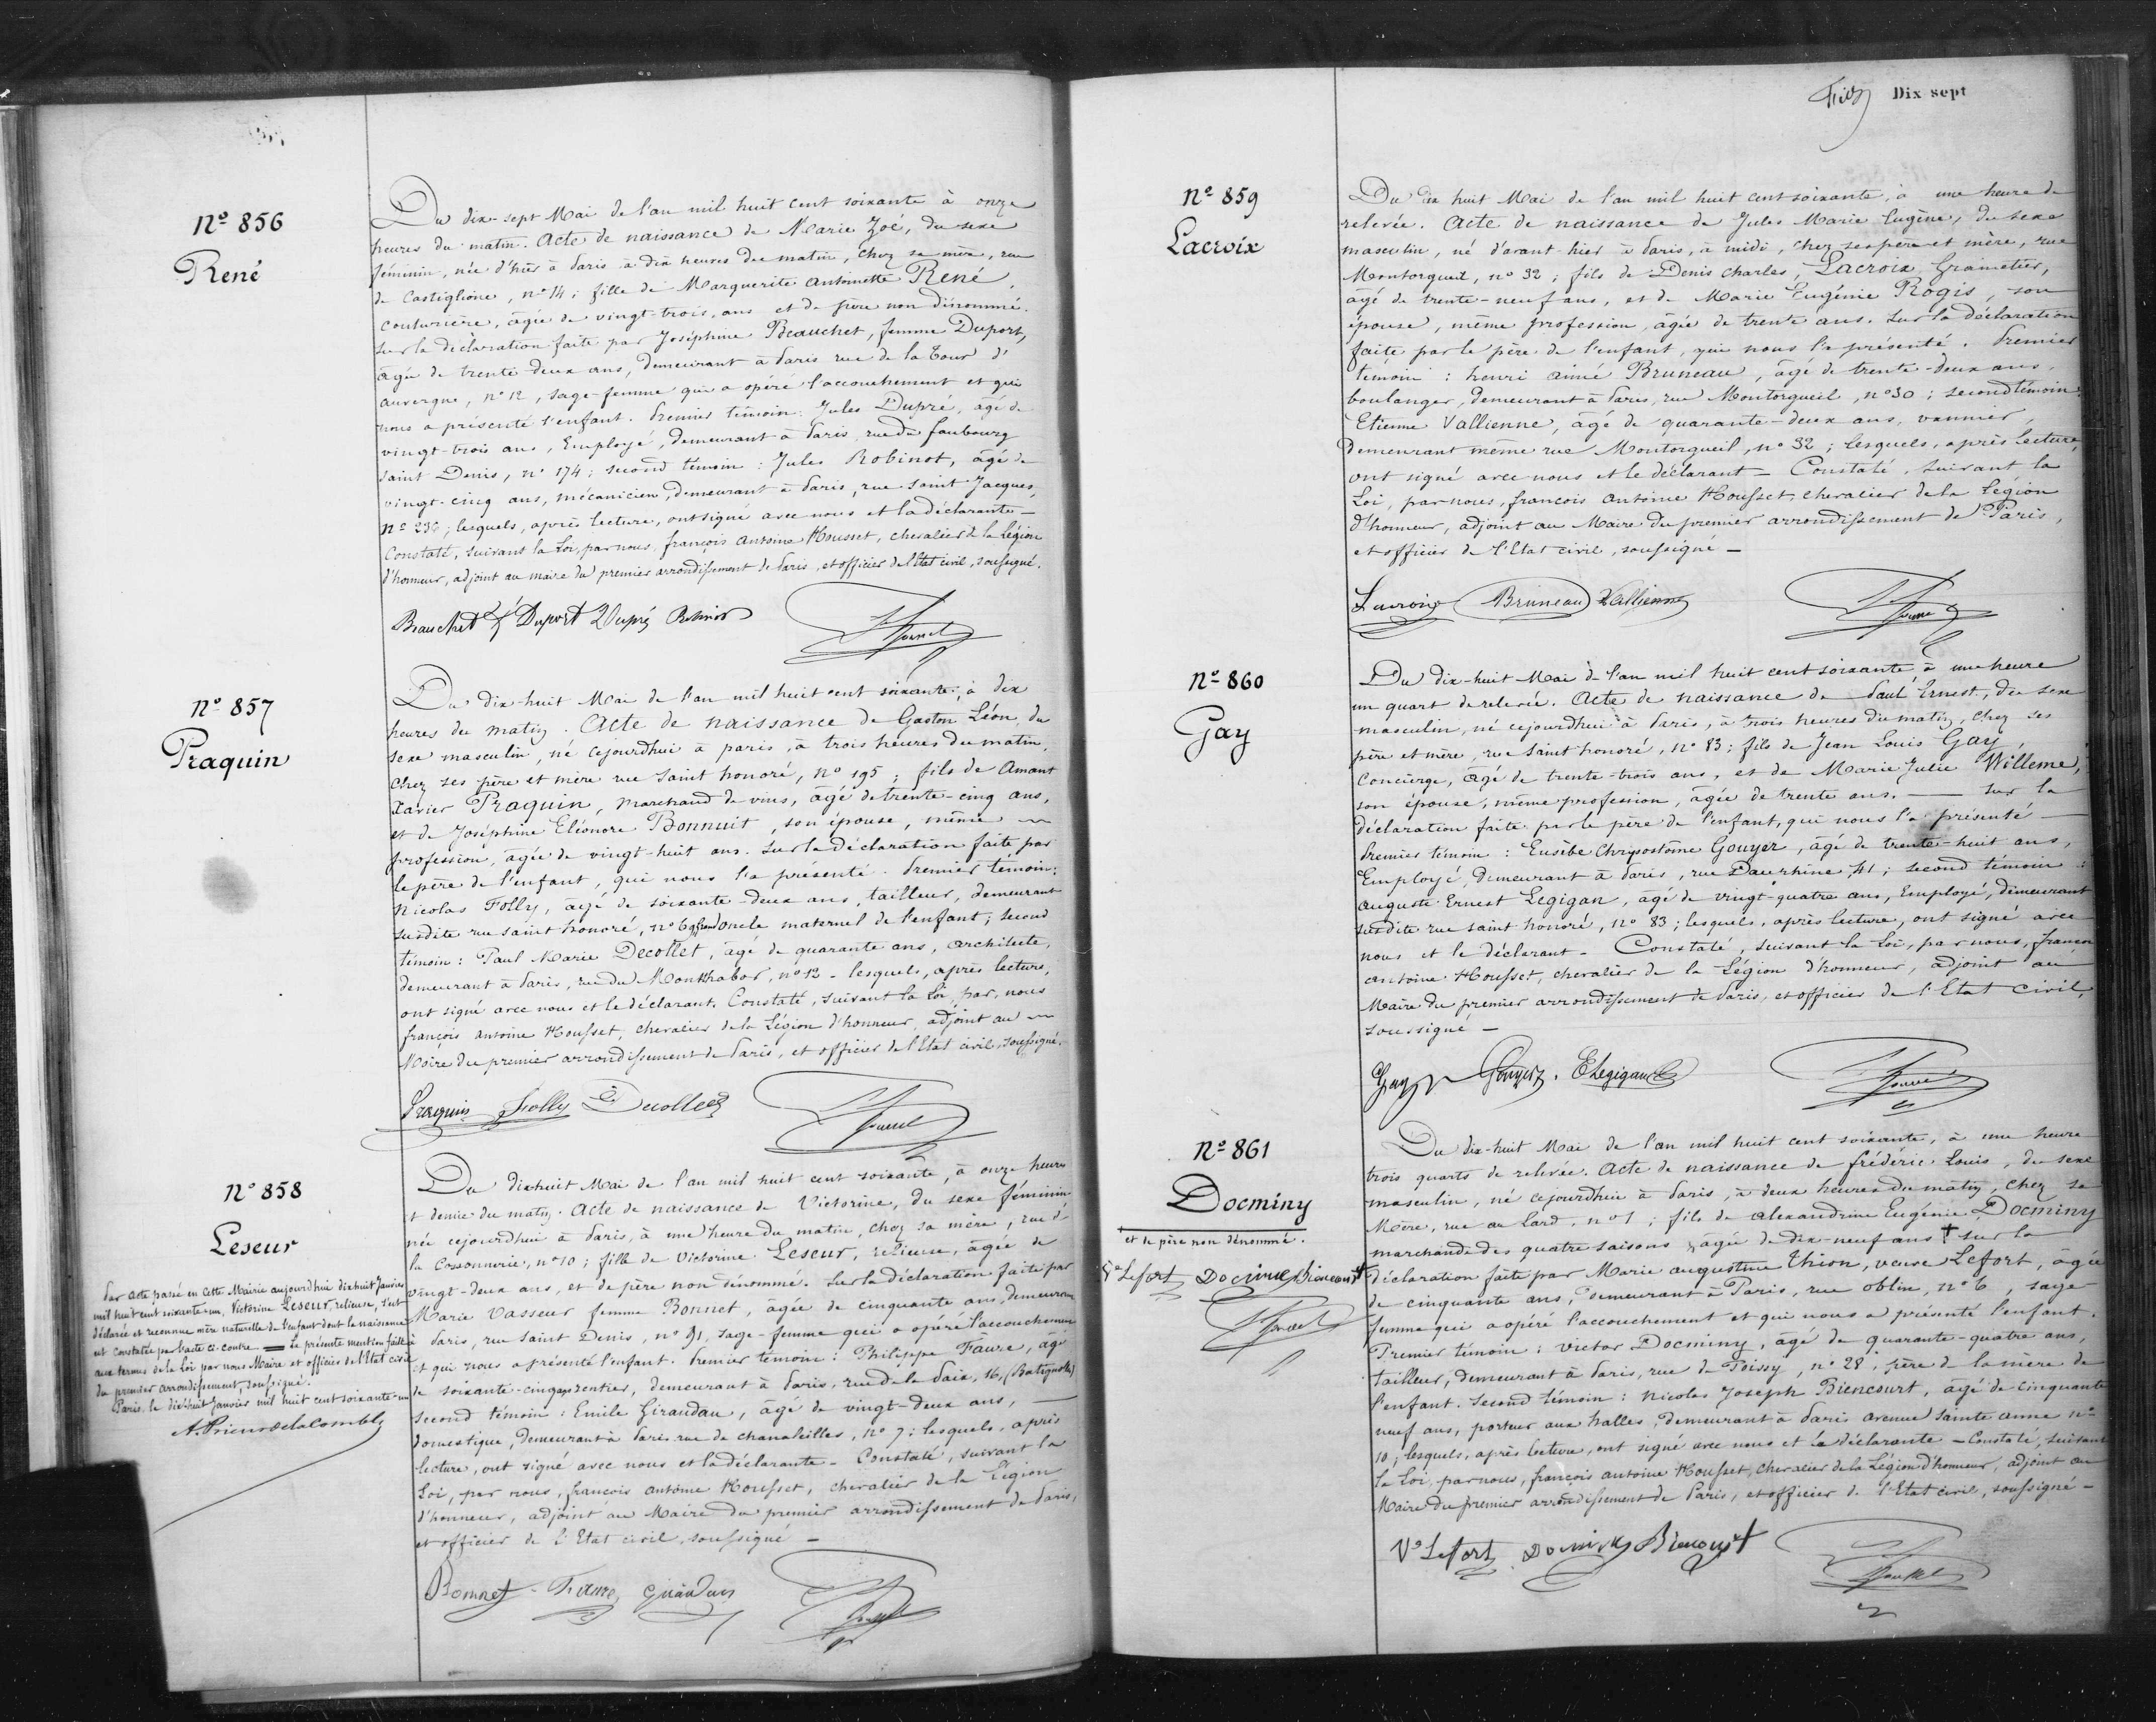 Nº 856
René
Du dix-sept Mai de l'an mil huit cent soixante à onze
heures du matin. Acte de naissance de Marie Zoé, du sexe
féminin, née d'hier à Paris à dix heures du matin, chez sa mère, rue
de Castiglione, nº 14; fille de Marguerite Antoinette René,
couturière, âgée de vingt-trois ans et de père non dénommé.
Sur la déclaration faite par Joséphine Beauchet, femme Duport,
âgée de trente deux ans, demeurant à Paris rue de la Tour d'
auvergne, nº 12, sage-femme qui a opéré l'accouchement et qui
nous a présenté l'enfant. Premier témoin: Jules Dupré, âgé de
vingt-trois ans, Employé, demeurant à Paris, rue du faubourg
Saint Denis, nº 174; second témoin: Jules Robinot, âgé de
vingt-cinq ans, mécanicien, demeurant à Paris, rue Saint-Jacques,
nº ; lesquels, après lecture, ont signé avec nous et la déclarante —
Constaté, suivant la Loi, par nous, françois Antoine Housset, chevalier de la Légion
d'honneur, adjoint au maire du premier arrondissement de Paris, et officier de l'Etat civil, soussigné.
Beauchet fe Duport Dupré Robinot
Nº 857
Praquin
Du dix-huit Mai de l'an mil huit cent soixante, à dix
heures du matin. Acte de naissance de Gaston Léon, du
sexe masculin, né cejourdhui à paris, à trois heures du matin,
chez ses père et mère rue Saint honoré, nº 195; fils de Amant
Xavier Praquin, marchand de vins, âgé de trente-cinq ans,
et de Joséphine Eléonore Bonnuit, son épouse, même
profession, âgée de vingt-huit ans. Sur la déclaration faite par
le père de l'enfant, qui nous l'a présenté. Premier témoin:
Nicolas Folly, âgé de soixante-deux ans, tailleur, demeurant
susdite rue saint honoré, nº oncle maternel de l'enfant; second
témoin: Paul Marie Decollet, âgé de quarante ans, architecte,
demeurant à Paris, rue du Monthabor, nº 12 - lesquels, après lecture,
ont signé avec nous et le déclarant. Constaté, suivant la Loi, par nous
françois antoine Housset, chevalier de la Légion d'honneur, adjoint au
Maire du premier arrondissement de Paris, et officier de l'Etat civil, soussigné.
Praquin Folly Decollet
Nº 858
Leseur
Par acte passé en cette Mairie aujourdhui dix huit Janvier
mil huit cent soixante un, Victorine Leseur, relieuse, s'est
déclarée et reconnue mère naturelle de l'enfant dont la naissance
est constatée par l'acte ci-contre — La présente mention faite
aux termes de la Loi par nous Maire et officier de l'Etat civil
du premier arrondissement, soussigné.
Paris, le dix huit Janvier mil huit cent soixante-un
Du dix huit Mai de l'an mil huit cent soixante, à onze heures
et demie du matin. Acte de naissance de Victorine, du sexe féminin
née cejourdhui à Paris, à une heure du matin, chez sa mère, rue de
la Cossonnerie, nº 10; fille de Victorine Leseur, relieuse, âgée de
vingt-deux ans, et de père non dénommé. Sur la déclaration faite par
Marie Vasseur femme Bonnet, âgée de cinquante ans, demeurant
à Paris, rue Saint Denis, nº 91, sage-femme qui a opéré l'accouchement
et qui nous a présenté l'enfant. Premier témoin: Philippe Faure, âgé
de soixante-cinq ans, rentier, demeurant à Paris, rue de la Paix, 16, (Batignolles)
second témoin: Emile Giraudau, âgé de vingt-deux ans, —
domestique, demeurant à Paris rue de chanaleilles, nº 7; lesquels, après
lecture, ont signé avec nous et la déclarante - Constaté, suivant la
Loi, par nous, françois antoine Housset, chevalier de la Légion
d'honneur, adjoint au Maire du premier arrondissement de Paris,
et officier de l'Etat civil, soussigné —
Bonnet - Faure
Dix sept
Nº 859
Lacroix
Du dix huit Mai de l'an mil huit cent soixante, à une heure de
relevée. Acte de naissance de Jules Marie Eugène, du sexe
masculin, né d'avant-hier à Paris, à midi, chez ses père et mère, rue
Montorgueil, nº 32; fils de Denis Charles, Lacroix, Grainetier,
âgé de trente-neuf ans, et de Marie Eugénie Rogis, son
épouse, même profession, âgée de trente ans. Sur la déclaration
faite par le père de l'enfant, qui nous l'a présenté. Premier
témoin: henri aimé Bruneau, âgé de trente-deux ans,
boulanger, demeurant à Paris, rue Montorgueil, nº 30; second témoin:
Etienne Vallienne, âgé de quarante-deux ans, vannier,
demeurant même rue Montorgueil, nº 32; lesquels, après lecture,
ont signé avec nous et le déclarant - Constaté, suivant la
Loi, par nous, francois antoine Housset, chevalier de la Légion
d'honneur, adjoint au Maire du premier arrondissement de Paris,
et officier de l'Etat civil, soussigné —
Lacroix Bruneau Vallienne
Nº 860
Gay
Du dix-huit Mai de l'an mil huit cent soixante, à une heure
un quart de relevée. Acte de naissance de Paul Ernest, du sexe
masculin, né cejourdhui à Paris, à trois heures du matin, chez ses
père et mère, rue Saint honoré, nº 83; fils de Jean Louis Gay,
Concierge, âgé de trente-trois ans, et de Marie Julie Willeme,
son épouse, même profession, âgée de trente ans. — Sur la
déclaration faite par le père de l'enfant, qui nous l'a présenté —
Premier témoin: Eusèbe Chrysostôme Gouyer, âgé de trente-huit ans,
Employé, demeurant à Paris, rue Dauphine, 41; second témoin:
auguste Ernest Legigan, âgé de vingt-quatre ans, Employé, demeurant
susdite rue saint honoré, nº 83; lesquels, après lecture, ont signé avec
nous et le déclarant - Constaté, suivant la Loi, par nous, françois
antoine Housset, chevalier de la Légion d'honneur, adjoint au
Maire du premier arrondissement de Paris, et officier de l'Etat civil,
soussigné —
Gay Gouyer. E Legigan
Nº 861
Docminy
et de père non dénommé.
Ve Lefort Docminy Biencourt
Du dix-huit Mai de l'an mil huit cent soixante, à une heure
trois quarts de relevée. Acte de naissance de frédéric Louis, du sexe
masculin, né cejourdhui à Paris, à deux heures du matin, chez sa
Mère, rue au Lard, nº 1; fils de alexandrine Eugénie Docminy
marchande des quatre saisons, âgée de dix-neuf ans † Sur la
déclaration faite par Marie augustine Thion, veuve Lefort, âgée
de cinquante ans, demeurant à Paris, rue oblin, nº 6, sage
femme qui a opéré l'accouchement et qui nous a présenté l'enfant.
Premier témoin: victor Docminy, âgé de quarante-quatre ans,
tailleur, demeurant à Paris, rue de Poissy, nº 28, père de la mère de
l'enfant. Second témoin: Nicolas Joseph Biencourt, âgé de cinquante
neuf ans, porteur aux halles, demeurant à Paris avenue Sainte anne nº
10; lesquels, après lecture, ont signé avec nous et la déclarante - Constaté, suivant
la Loi, par nous, françois antoine Housset, chevalier de la Légion d'honneur, adjoint au
Maire du premier arrondissement de Paris, et officier de l'Etat civil, soussigné —
Ve Lefort Docminy Biencourt